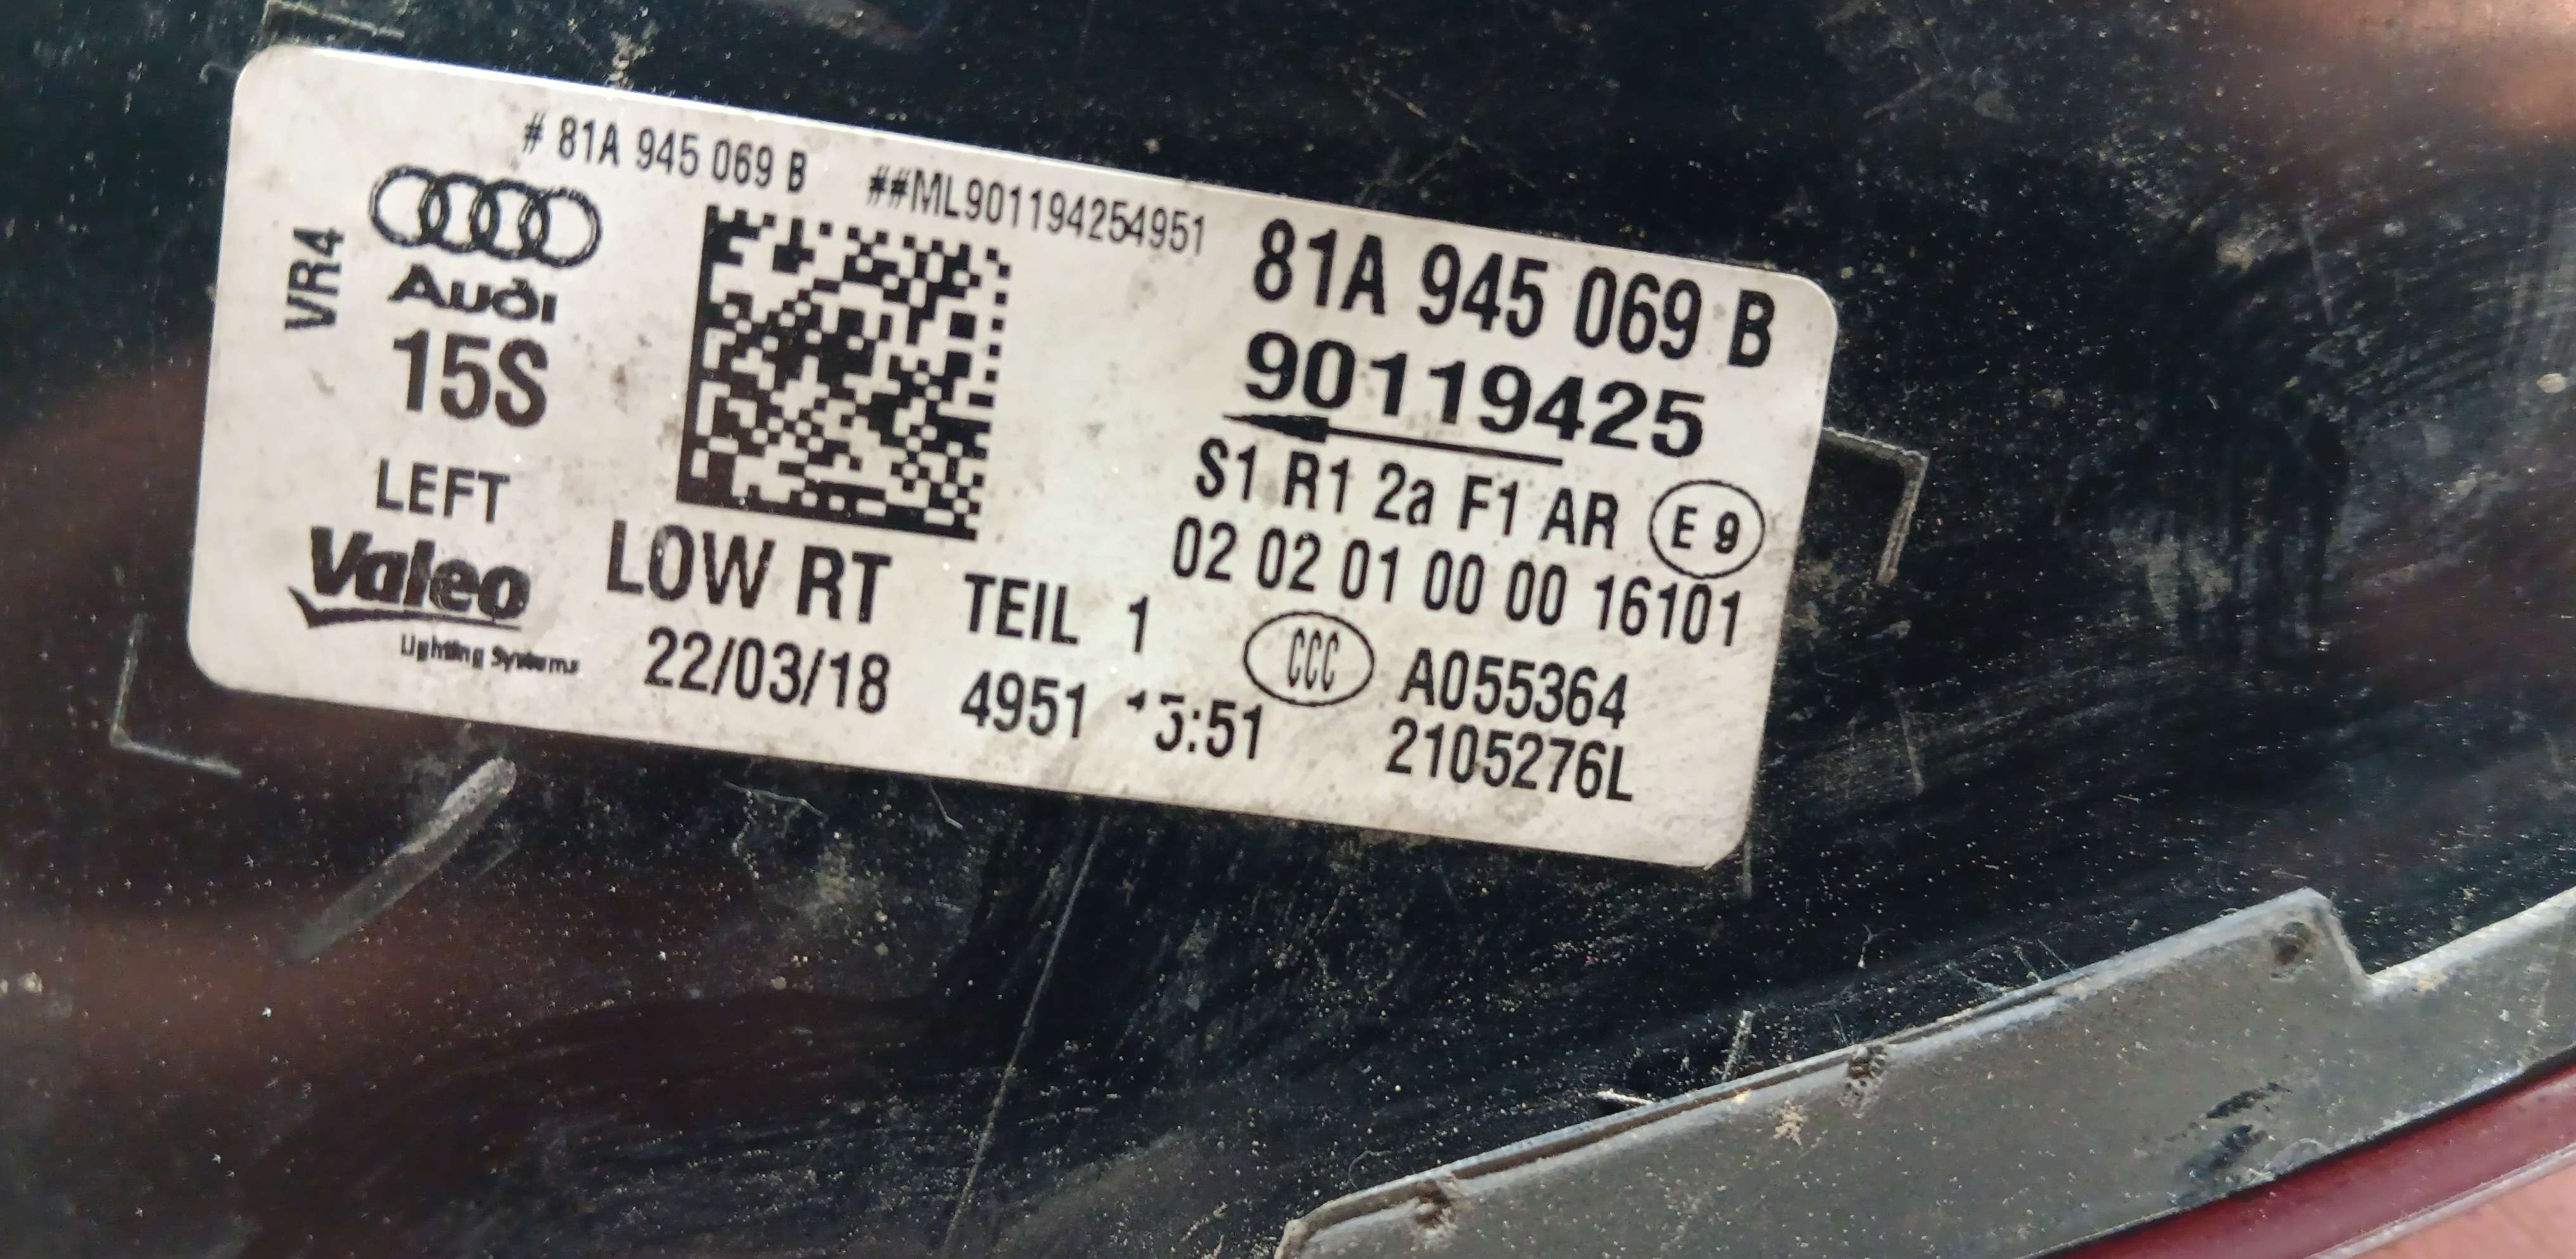 # 81A 945 069 B ##ML901194254951
VR4
Audi
15S
LEFT
Valeo
Lighting Systems
LOW RT TEIL 1
22/03/18 4951
81A 945 069 B
90119425
S1 R1 2a F1 AR E 9
02 02 01 00 00 16101
CCC A055364
2105276L